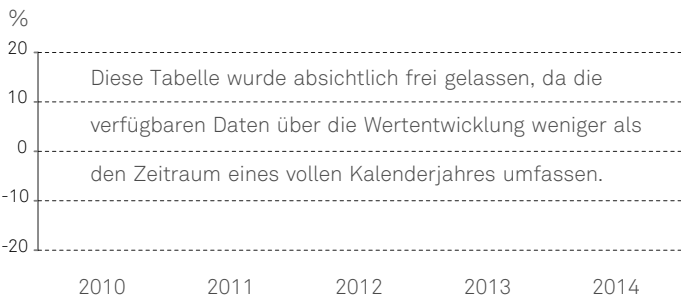 %
20
Diese Tabelle wurde absichtlich frei gelassen, da die
10
verfügbaren Daten über die Wertentwicklung weniger als
0
den Zeitraum eines vollen Kalenderjahres umfassen.
-10
-20
2010 2011 2012 2013 2014